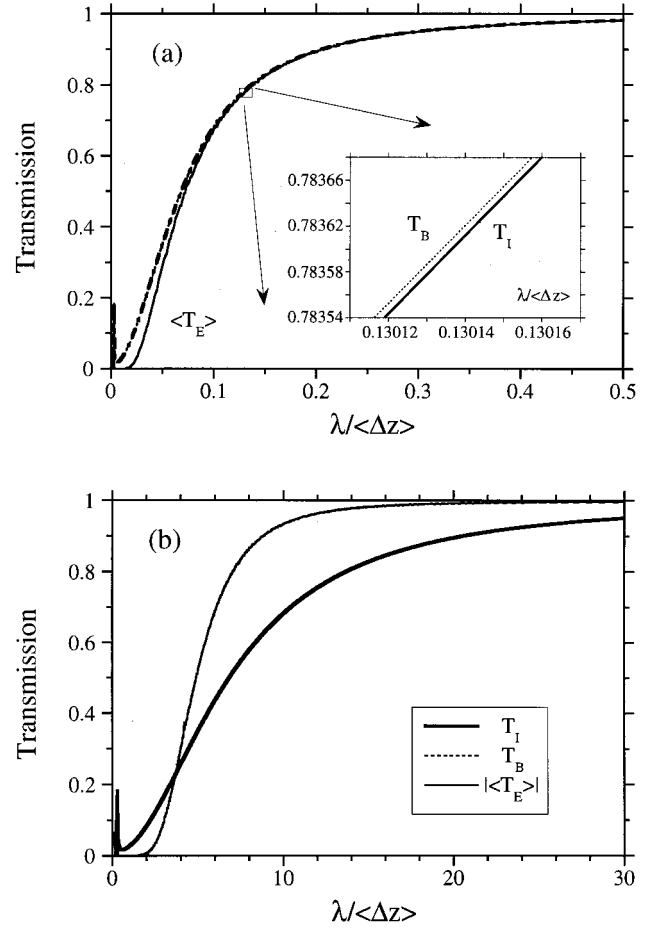 (a)
Transmission
1
0.8
0.6
0.4
0.2
0
<T_E>
0.78366
0.78362
0.78358
0.78354
T_B
T_I
λ/<Δz>
0.13012
0.13014
0.13016
0
0.1
0.2
0.3
0.4
0.5
λ/<Δz>
(b)
Transmission
1
0.8
0.6
0.4
0.2
0
T_I
T_B
|<T_E>|
0
10
20
30
λ/<Δz>